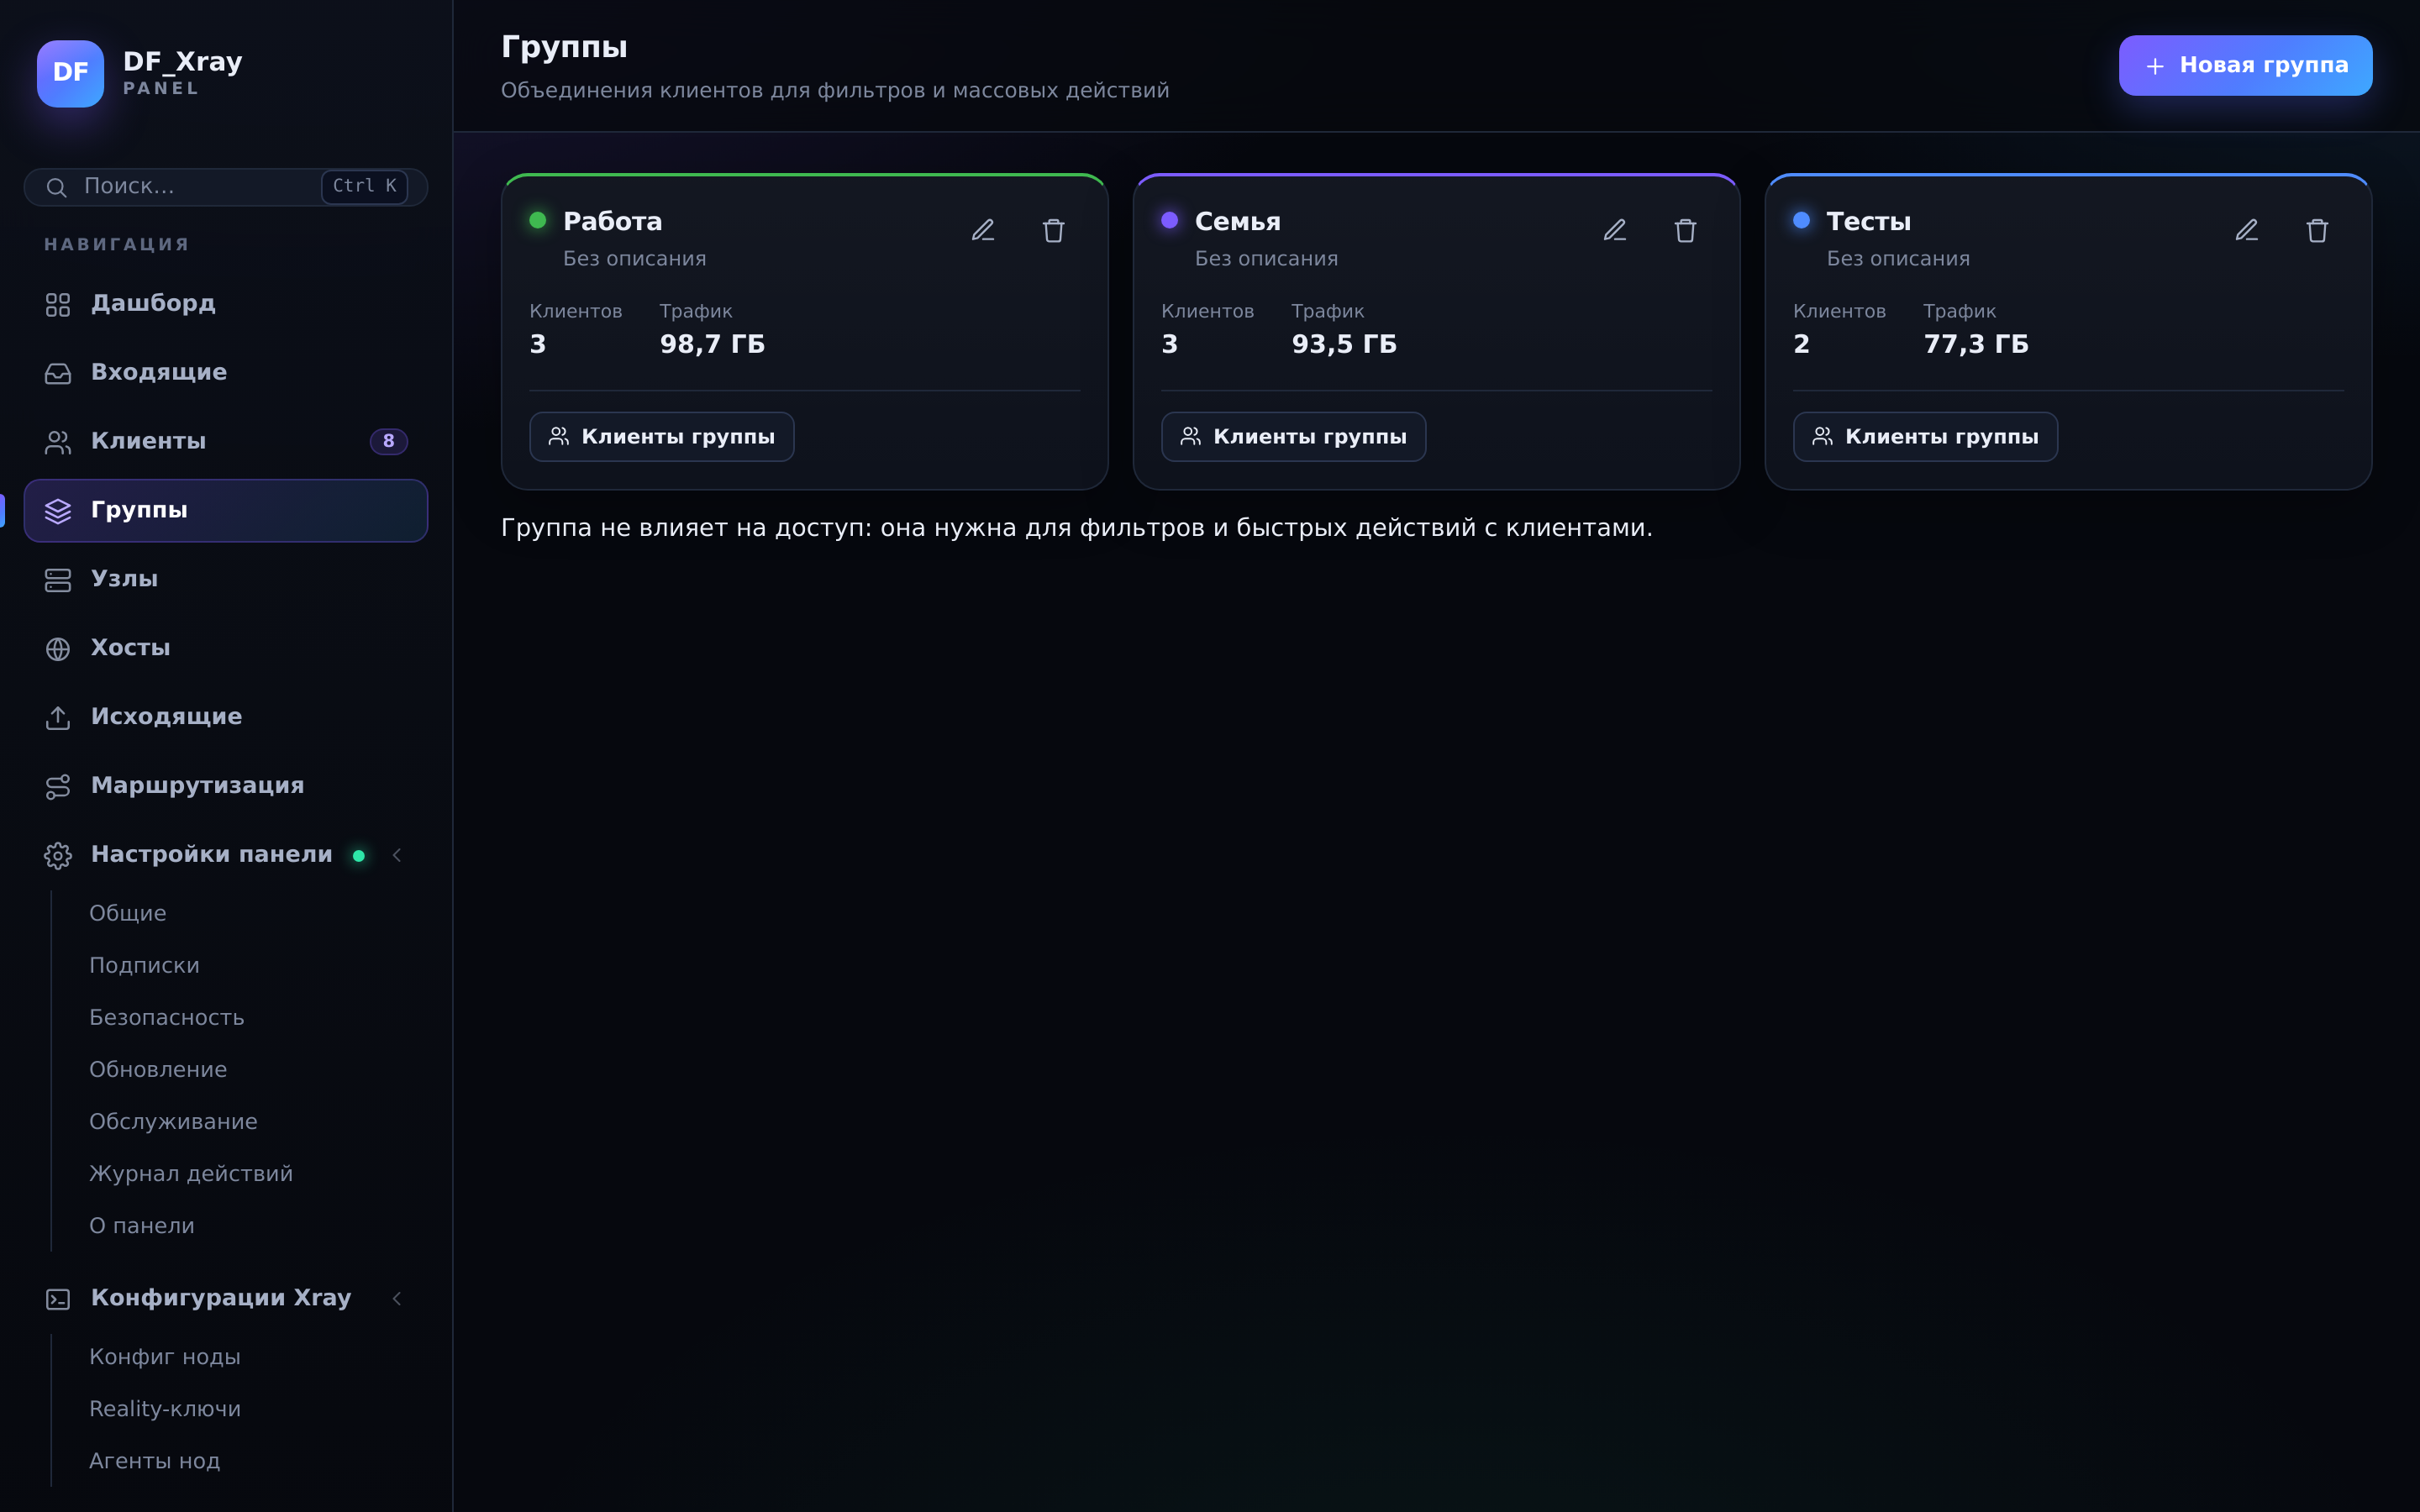 DF
DF_Xray
PANEL
Поиск...
Ctrl K
НАВИГАЦИЯ
Дашборд
Входящие
Клиенты
8
Группы
Узлы
Хосты
Исходящие
Маршрутизация
Настройки панели
Общие
Подписки
Безопасность
Обновление
Обслуживание
Журнал действий
О панели
Конфигурации Xray
Конфиг ноды
Reality-ключи
Агенты нод
Группы
Объединения клиентов для фильтров и массовых действий
Новая группа
Работа
Без описания
Клиентов Трафик
3 98,7 ГБ
Клиенты группы
Семья
Без описания
Клиентов Трафик
3 93,5 ГБ
Клиенты группы
Тесты
Без описания
Клиентов Трафик
2 77,3 ГБ
Клиенты группы
Группа не влияет на доступ: она нужна для фильтров и быстрых действий с клиентами.